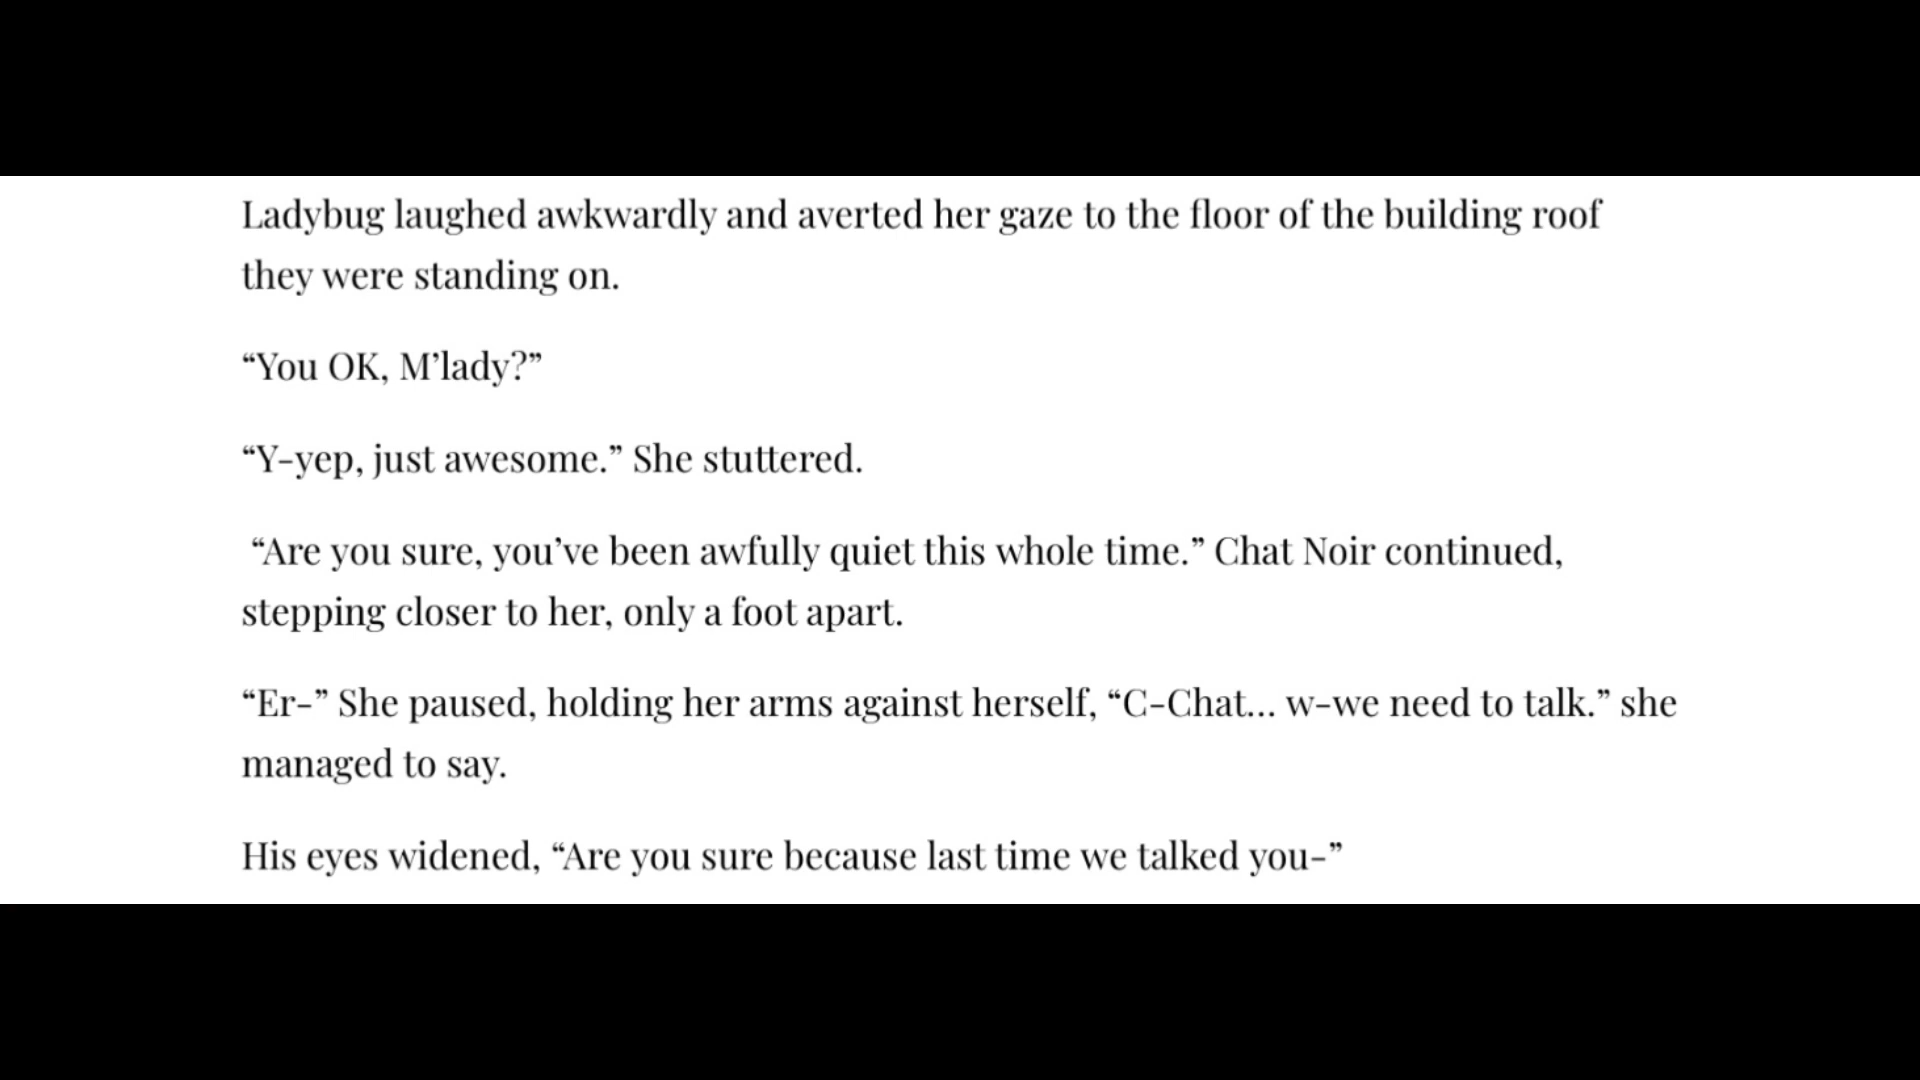 Ladybug laughed awkwardly and averted her gaze to the floor of the building roof
they were standing on.
“You OK, M’lady?”
“Y-yep, just awesome.” She stuttered.
“Are you sure, you’ve been awfully quiet this whole time.” Chat Noir continued,
stepping closer to her, only a foot apart.
“Er-” She paused, holding her arms against herself, “C-Chat... w-we need to talk.” she
managed to say.
His eyes widened, “Are you sure because last time we talked you-”